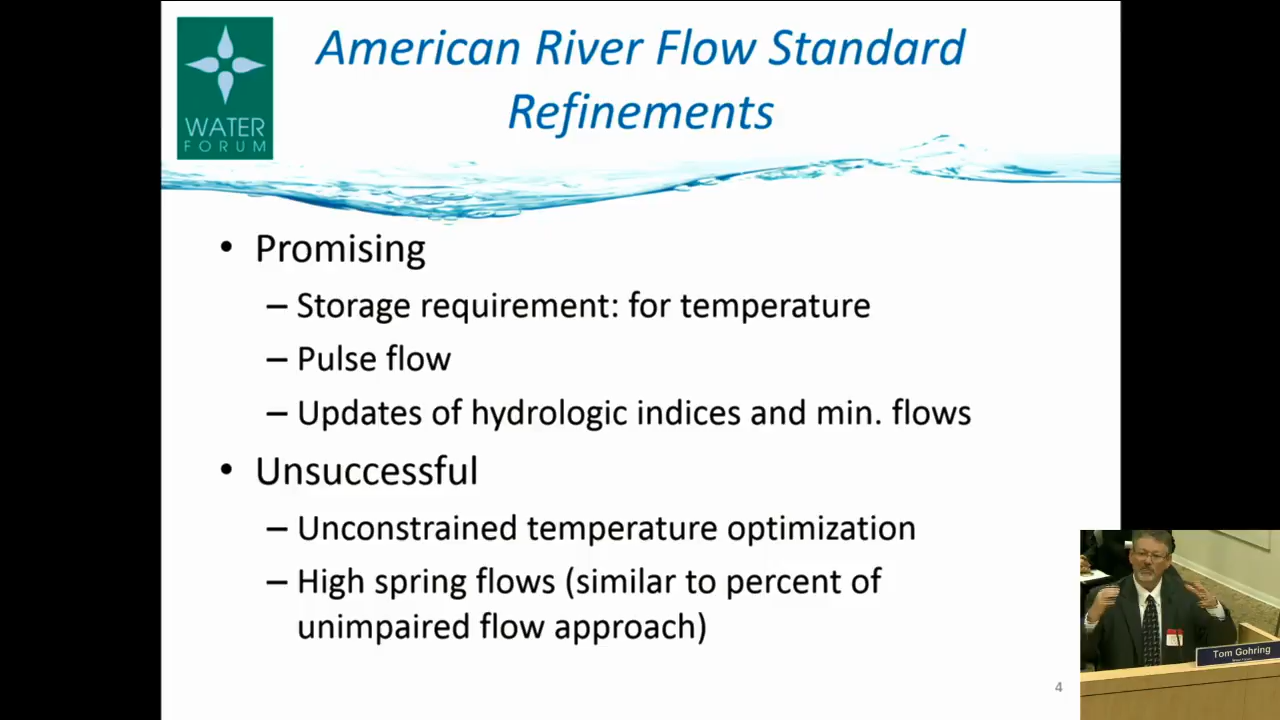 WATER
FORUM
American River Flow Standard
Refinements
• Promising
– Storage requirement: for temperature
– Pulse flow
– Updates of hydrologic indices and min. flows
• Unsuccessful
– Unconstrained temperature optimization
– High spring flows (similar to percent of
unimpaired flow approach)
4
Tom Gohring